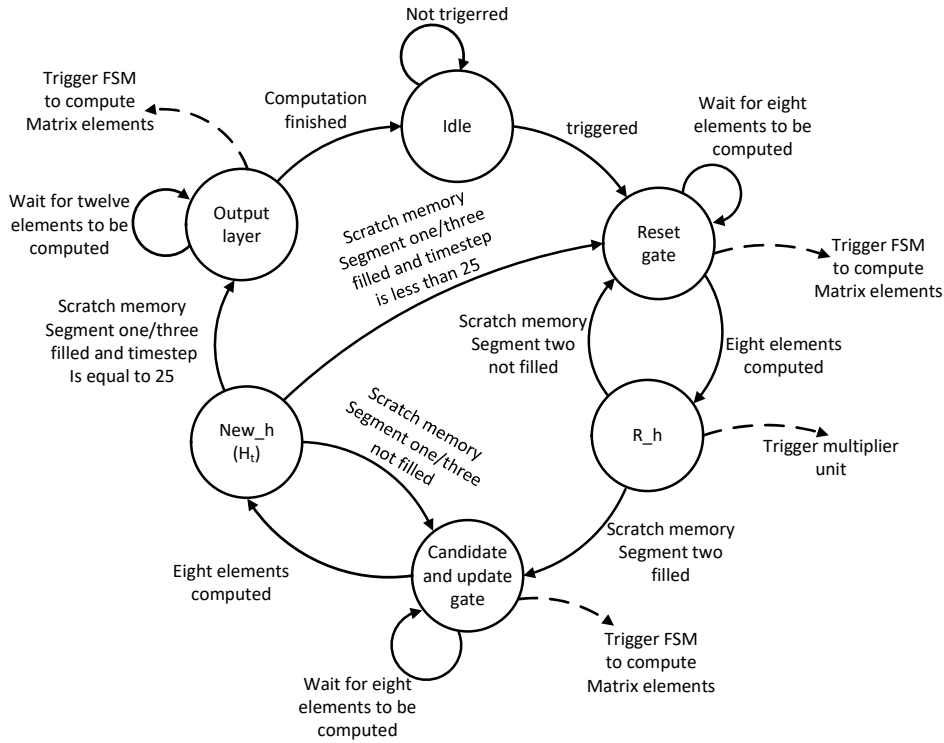 Not trigerred
Trigger FSM
to compute
Matrix elements
Computation
finished
Idle
triggered
Wait for eight
elements to be
computed
Wait for twelve
elements to be
computed
Output
layer
Scratch memory
Segment one/three
filled and timestep
is less than 25
Reset
gate
Trigger FSM
to compute
Matrix elements
Scratch memory
Segment one/three
filled and timestep
Is equal to 25
Scratch memory
Segment two
not filled
Eight elements
computed
New_h
(Hₜ)
Scratch memory
Segment one/three
not filled
R_h
Trigger multiplier
unit
Eight elements
computed
Candidate
and update
gate
Scratch memory
Segment two
filled
Wait for eight
elements to be
computed
Trigger FSM
to compute
Matrix elements